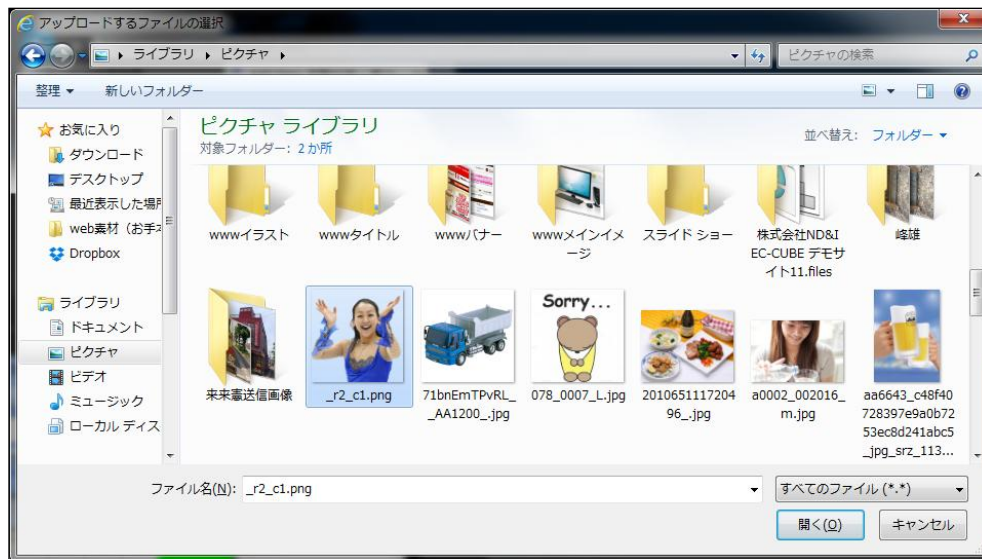 アップロードするファイルの選択
ライブラリ
ピクチャ
ピクチャの検索
整理
新しいフォルダー
お気に入り
ダウンロード
デスクトップ
最近表示した場所
web素材（お手本
Dropbox
ライブラリ
ドキュメント
ピクチャ
ビデオ
ミュージック
ローカル ディス
ピクチャ ライブラリ
対象フォルダー: 2 か所
並べ替え: フォルダー
wwwイラスト
wwwタイトル
wwwバナー
wwwメインイメ
ージ
スライド ショー
株式会社ND&I
EC-CUBE デモサ
イト11.files
峰雄
来来憲送信画像
_r2_c1.png
71bnEmTPvRL_
_AA1200_.jpg
Sorry...
078_0007_L.jpg
2010651117204
96_.jpg
a0002_002016_
m.jpg
aa6643_c48f40
728397e9a0b72
53ec8d241abc5
_jpg_srz_113...
ファイル名(N):
_r2_c1.png
すべてのファイル (*.*)
開く(O)
キャンセル